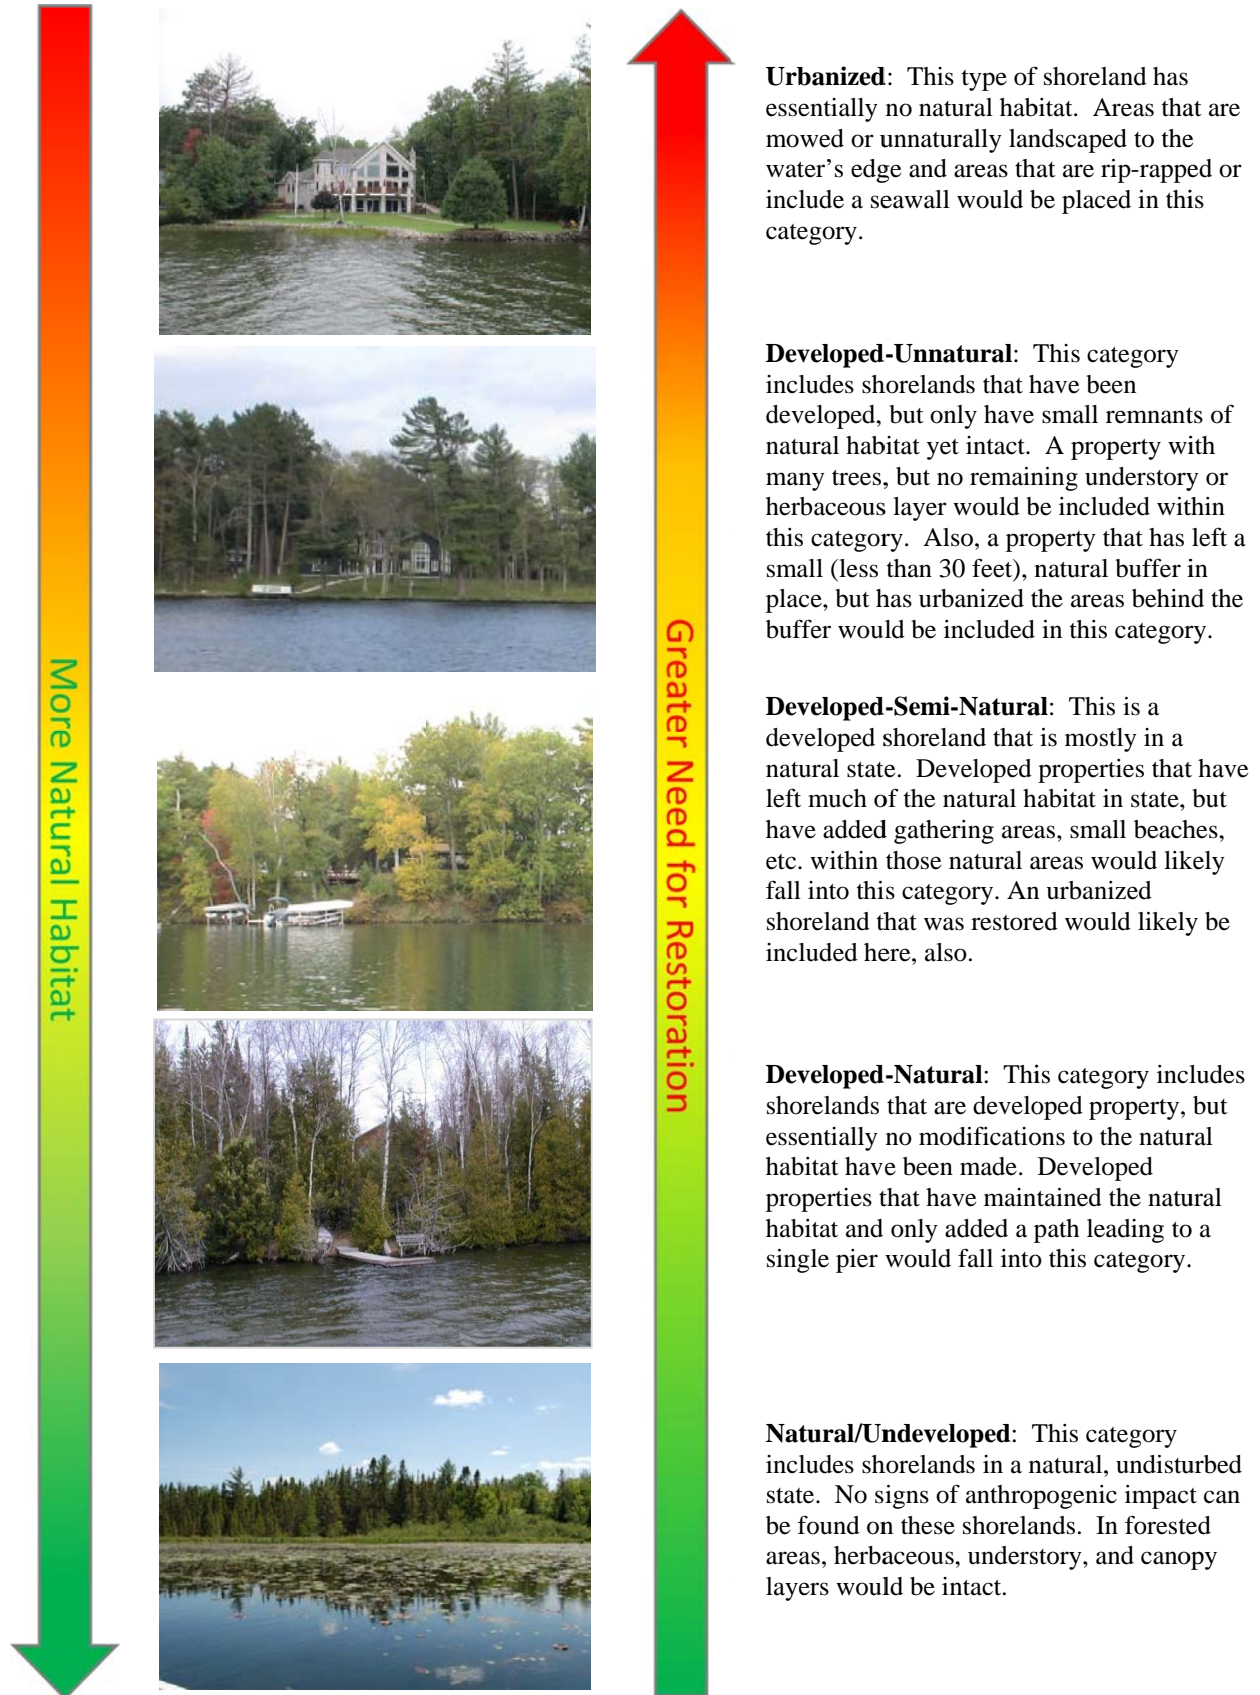 More Natural Habitat
Greater Need for Restoration
Urbanized: This type of shoreland has
essentially no natural habitat. Areas that are
mowed or unnaturally landscaped to the
water's edge and areas that are rip-rapped or
include a seawall would be placed in this
category.
Developed-Unnatural: This category
includes shorelands that have been
developed, but only have small remnants of
natural habitat yet intact. A property with
many trees, but no remaining understory or
herbaceous layer would be included within
this category. Also, a property that has left a
small (less than 30 feet), natural buffer in
place, but has urbanized the areas behind the
buffer would be included in this category.
Developed-Semi-Natural: This is a
developed shoreland that is mostly in a
natural state. Developed properties that have
left much of the natural habitat in state, but
have added gathering areas, small beaches,
etc. within those natural areas would likely
fall into this category. An urbanized
shoreland that was restored would likely be
included here, also.
Developed-Natural: This category includes
shorelands that are developed property, but
essentially no modifications to the natural
habitat have been made. Developed
properties that have maintained the natural
habitat and only added a path leading to a
single pier would fall into this category.
Natural/Undeveloped: This category
includes shorelands in a natural, undisturbed
state. No signs of anthropogenic impact can
be found on these shorelands. In forested
areas, herbaceous, understory, and canopy
layers would be intact.